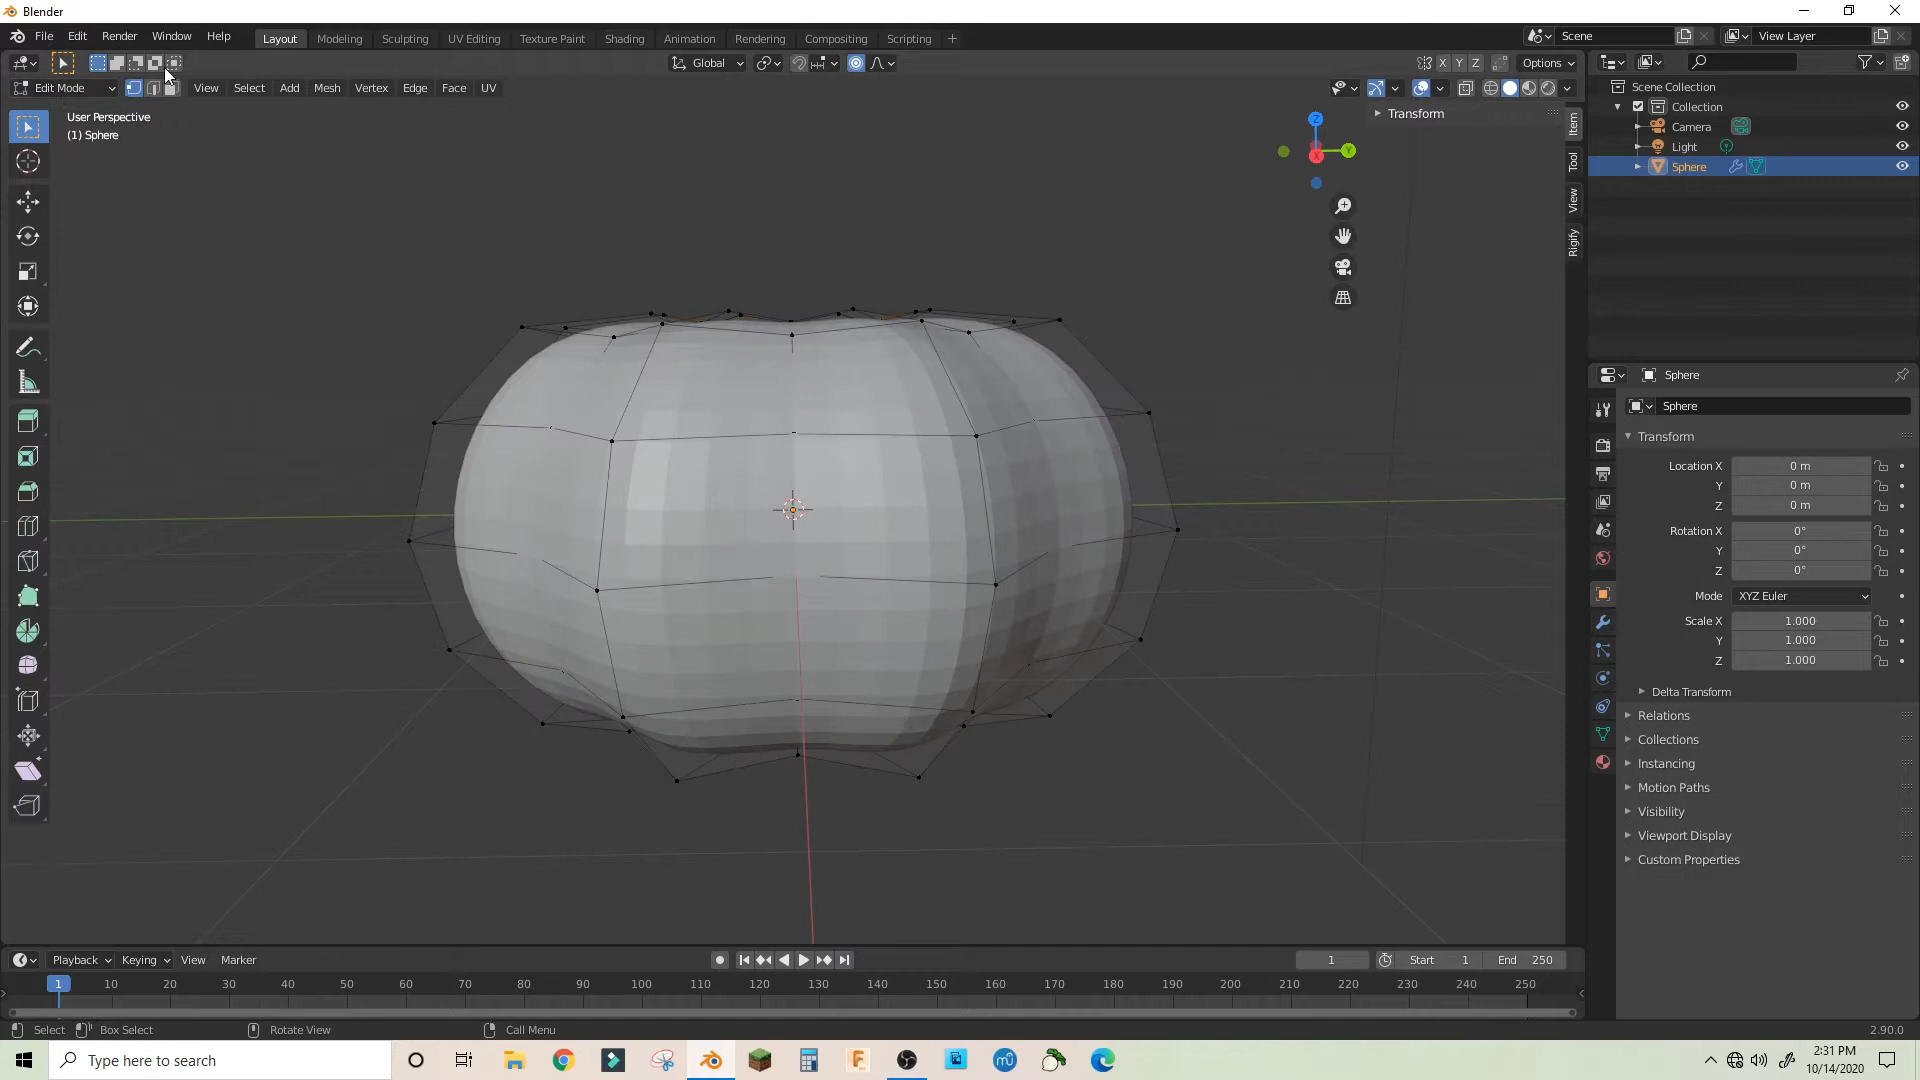 Blender
File Edit Render Window Help
Layout Modeling Sculpting UV Editing Texture Paint Shading Animation Rendering Compositing Scripting
Scene View Layer
Global
X Y Z Options
Edit Mode View Select Add Mesh Vertex Edge Face UV
Scene Collection
Collection
Camera
Light
Sphere
User Perspective
(1) Sphere
Transform
Item
Tool
View
Rigify
Z
Y
X
Sphere
Sphere
Transform
Location X 0 m
Y 0 m
Z 0 m
Rotation X 0°
Y 0°
Z 0°
Mode XYZ Euler
Scale X 1.000
Y 1.000
Z 1.000
Delta Transform
Relations
Collections
Instancing
Motion Paths
Visibility
Viewport Display
Custom Properties
Playback Keying View Marker
1 Start 1 End 250
1 10 20 30 40 50 60 70 80 90 100 110 120 130 140 150 160 170 180 190 200 210 220 230 240 250
Select Box Select Rotate View Call Menu 2.90.0
Type here to search
2:31 PM
10/14/2020